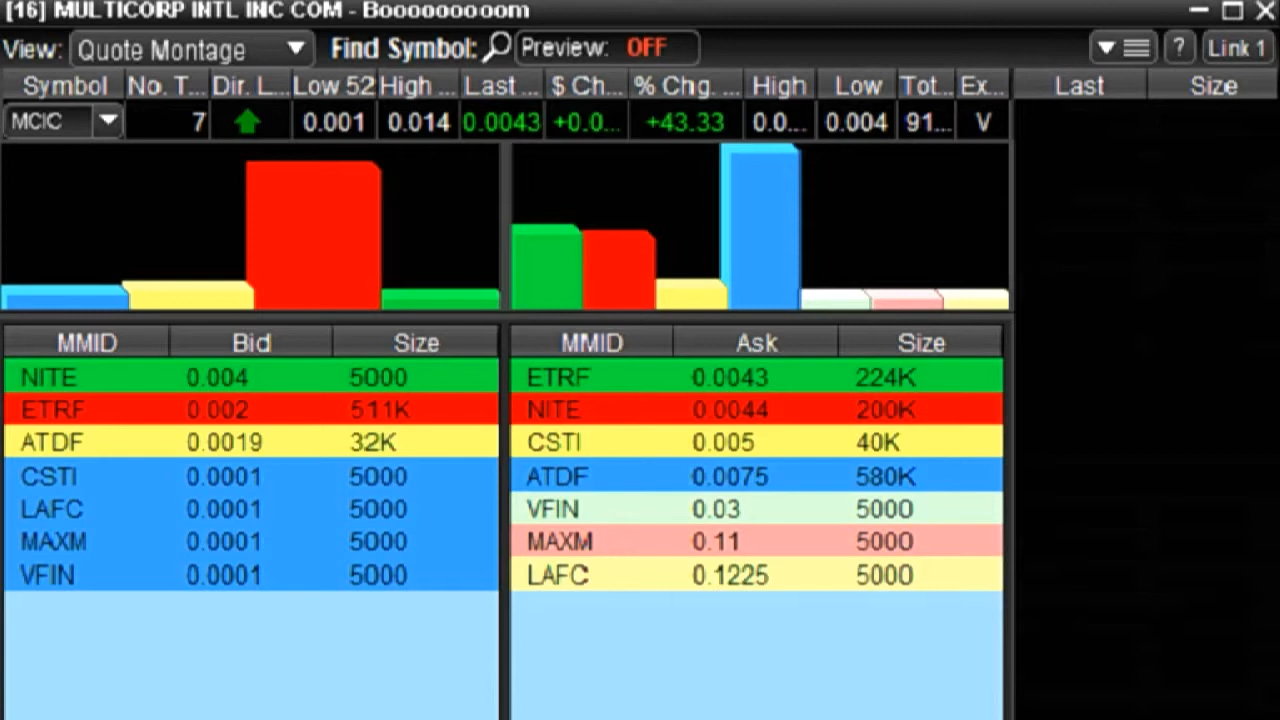 [16] MULTICORP INTL INC COM - Booooooooom
View: Quote Montage Find Symbol: Preview: OFF ? Link 1
Symbol No. T... Dir. L... Low 52 High ... Last ... $ Ch... % Chg. ... High Low Tot... Ex... Last Size
MCIC 7 0.001 0.014 0.0043 +0.0... +43.33 0.0... 0.004 91... V
MMID Bid Size MMID Ask Size
NITE 0.004 5000 ETRF 0.0043 224K
ETRF 0.002 511K NITE 0.0044 200K
ATDF 0.0019 32K CSTI 0.005 40K
CSTI 0.0001 5000 ATDF 0.0075 580K
LAFC 0.0001 5000 VFIN 0.03 5000
MAXM 0.0001 5000 MAXM 0.11 5000
VFIN 0.0001 5000 LAFC 0.1225 5000